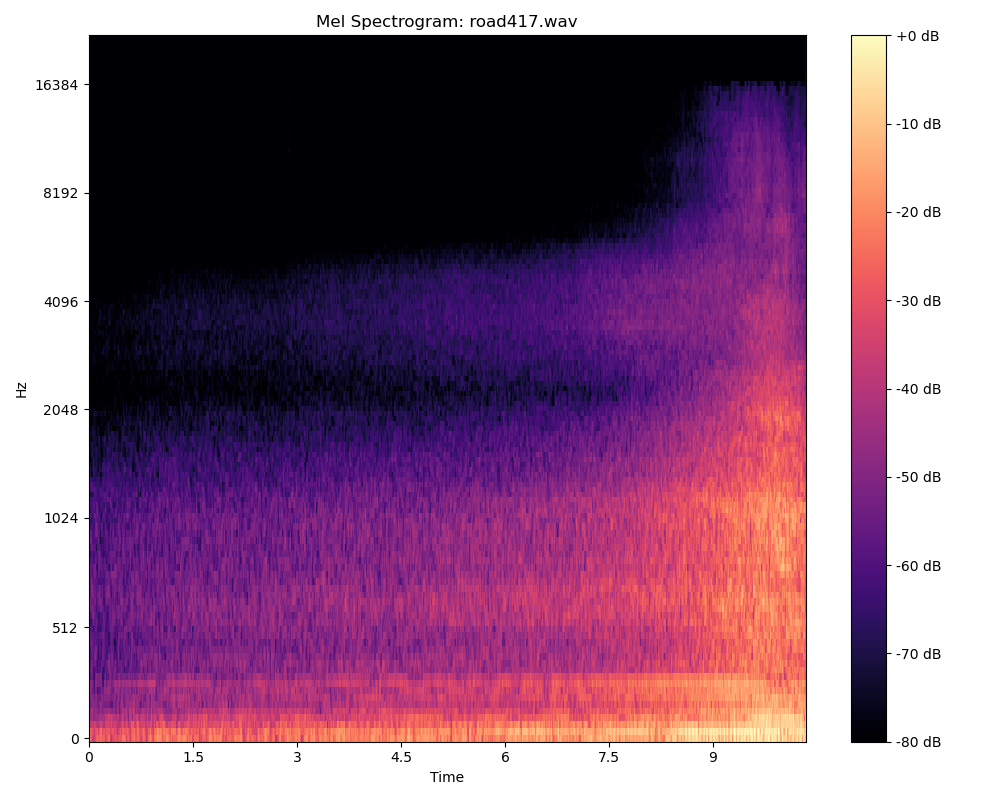 Mel Spectrogram: road417.wav
+0 dB
16384
-10 dB
8192
-20 dB
4096
-30 dB
Hz
-40 dB
2048
-50 dB
1024
-60 dB
512
-70 dB
0
-80 dB
0 1.5 3 4.5 6 7.5 9
Time